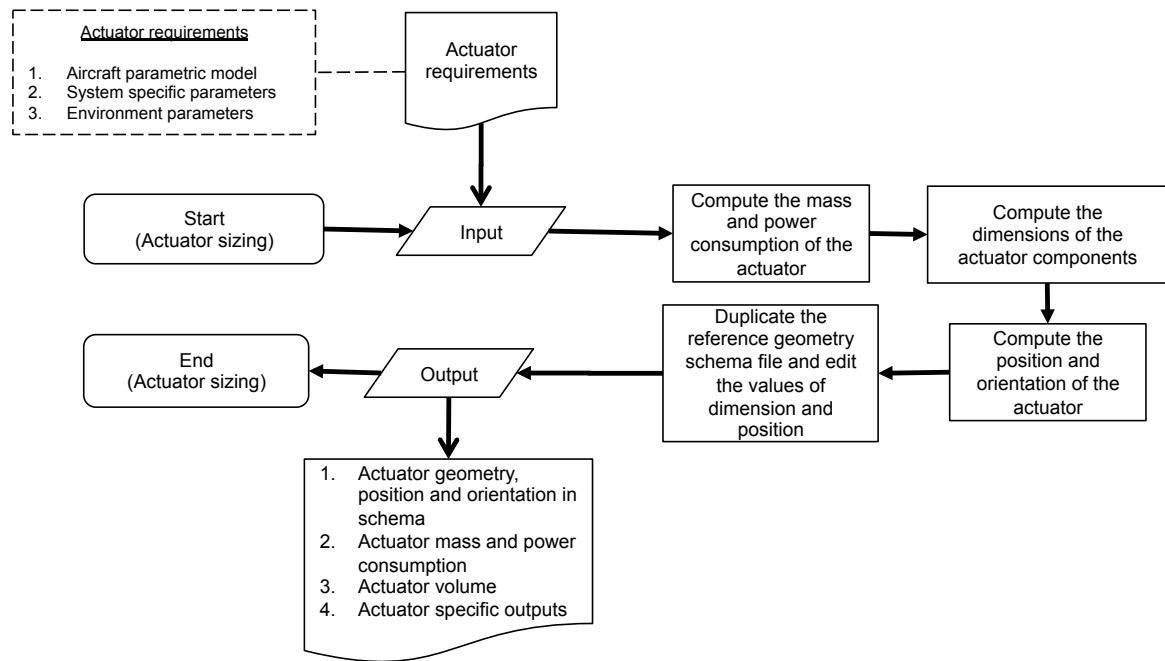 Actuator requirements
1. Aircraft parametric model
2. System specific parameters
3. Environment parameters
Actuator
requirements
Start
(Actuator sizing)
Input
Compute the mass
and power
consumption of the
actuator
Compute the
dimensions of the
actuator components
Compute the
position and
orientation of the
actuator
Duplicate the
reference geometry
schema file and edit
the values of
dimension and
position
Output
End
(Actuator sizing)
1. Actuator geometry,
position and orientation in
schema
2. Actuator mass and power
consumption
3. Actuator volume
4. Actuator specific outputs